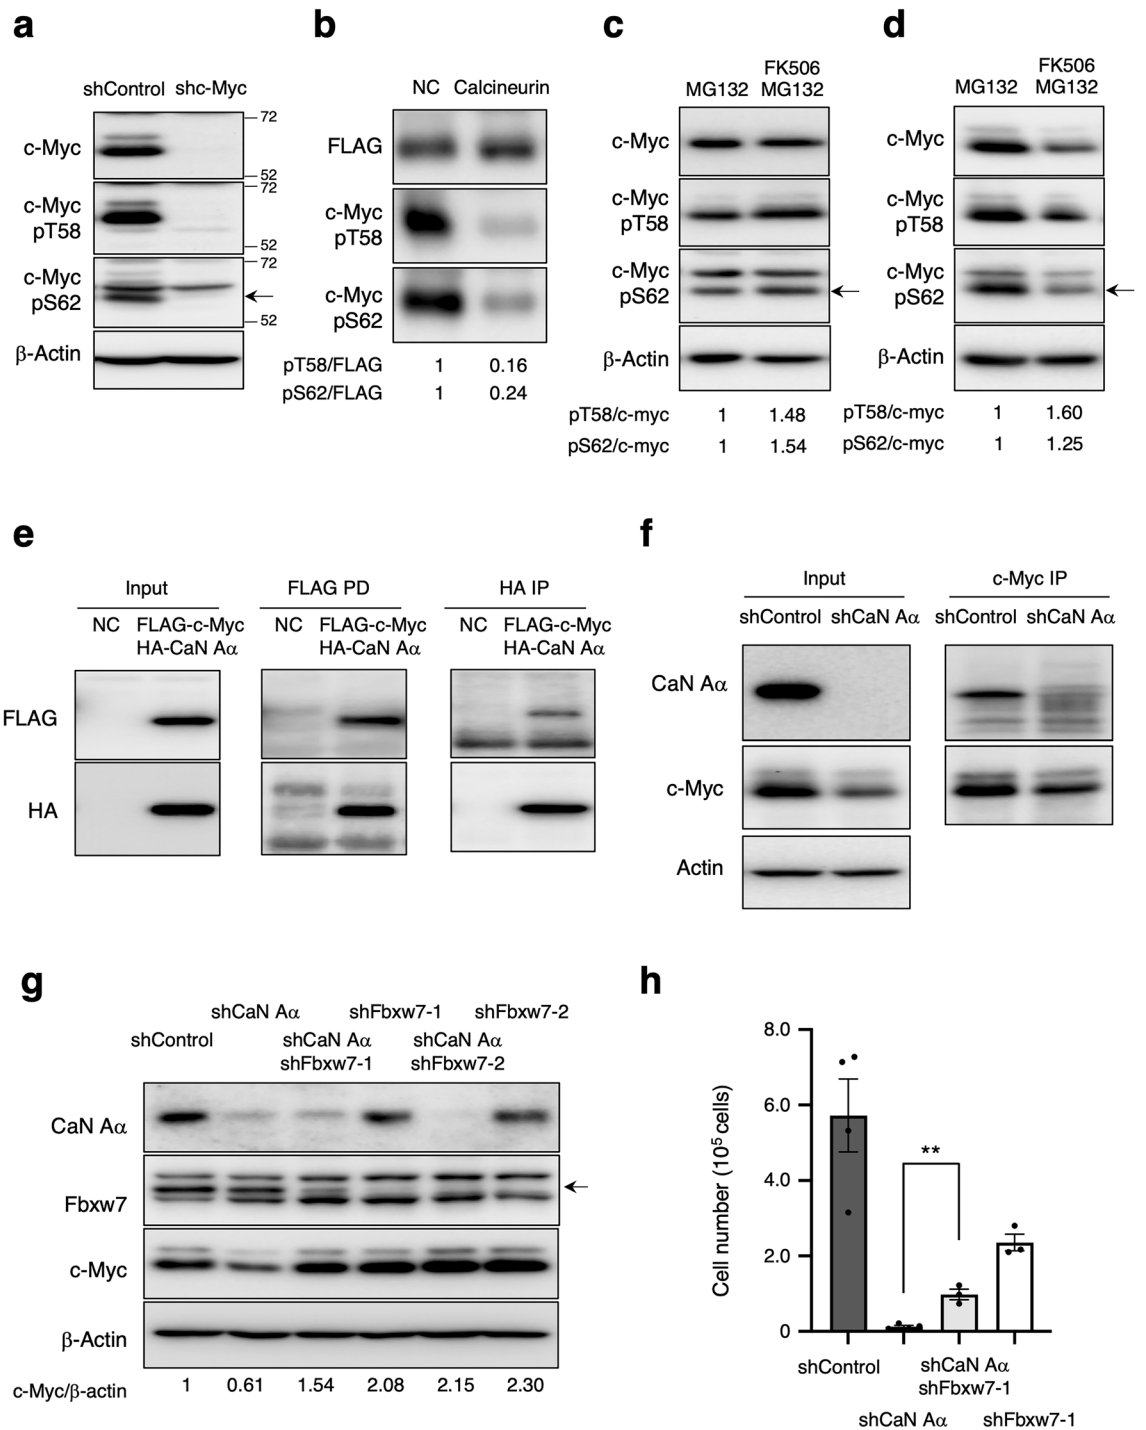 a
shControl shc-Myc
c-Myc
72
52
c-Myc
pT58
72
52
c-Myc
pS62
72
52
β-Actin
b
NC Calcineurin
FLAG
c-Myc
pT58
c-Myc
pS62
pT58/FLAG 1 0.16
pS62/FLAG 1 0.24
c
FK506
MG132 MG132
c-Myc
c-Myc
pT58
c-Myc
pS62
β-Actin
pT58/c-myc 1 1.48
pS62/c-myc 1 1.54
d
FK506
MG132 MG132
c-Myc
c-Myc
pT58
c-Myc
pS62
β-Actin
pT58/c-myc 1 1.60
pS62/c-myc 1 1.25
e
Input FLAG PD HA IP
NC FLAG-c-Myc NC FLAG-c-Myc NC FLAG-c-Myc
HA-CaN Aα HA-CaN Aα HA-CaN Aα
FLAG
HA
f
Input c-Myc IP
shControl shCaN Aα shControl shCaN Aα
CaN Aα
c-Myc
Actin
g
shCaN Aα shFbxw7-1 shFbxw7-2
shControl shCaN Aα shCaN Aα
shFbxw7-1 shFbxw7-2
CaN Aα
Fbxw7
c-Myc
β-Actin
c-Myc/β-actin 1 0.61 1.54 2.08 2.15 2.30
h
Cell number (10⁵ cells)
8.0
6.0
4.0
2.0
0
**
shControl shCaN Aα
shFbxw7-1
shCaN Aα shFbxw7-1